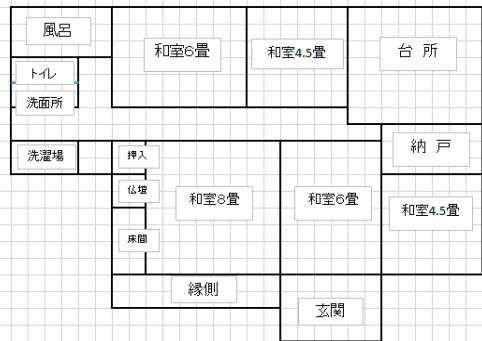 風呂
和室6畳
和室4.5畳
台 所
トイレ
洗面所
洗濯場
押入
納 戸
仏壇
和室8畳
和室6畳
和室4.5畳
床間
縁側
玄関